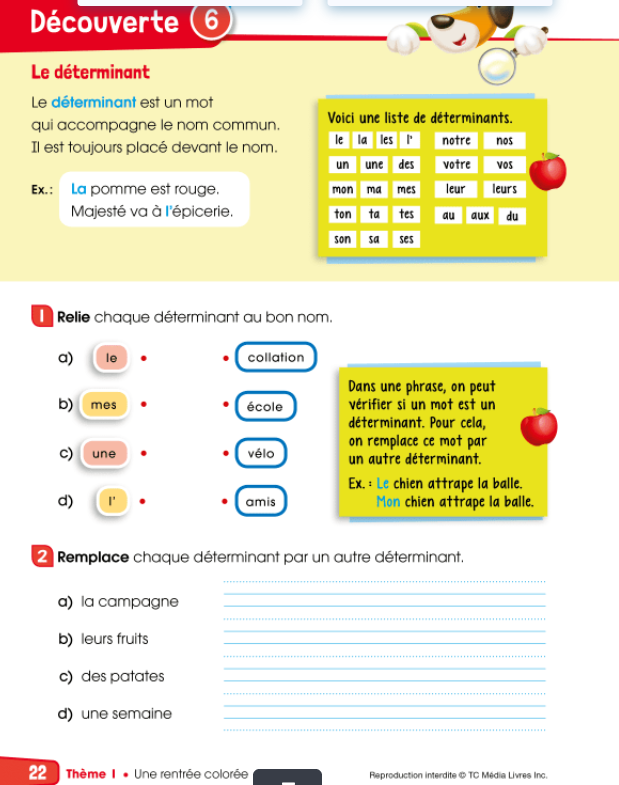 Découverte 6
Le déterminant
Le déterminant est un mot
qui accompagne le nom commun.
Il est toujours placé devant le nom.
Ex. : La pomme est rouge.
Majesté va à l'épicerie.
Voici une liste de déterminants.
le la les l' notre nos
un une des votre vos
mon ma mes leur leurs
ton ta tes au aux du
son sa ses
1 Relie chaque déterminant au bon nom.
a) le • • collation
b) mes • • école
c) une • • vélo
d) l' • • amis
Dans une phrase, on peut
vérifier si un mot est un
déterminant. Pour cela,
on remplace ce mot par
un autre déterminant.
Ex. : Le chien attrape la balle.
Mon chien attrape la balle.
2 Remplace chaque déterminant par un autre déterminant.
a) la campagne
b) leurs fruits
c) des patates
d) une semaine
22 Thème 1 • Une rentrée colorée
Reproduction interdite © TC Média Livres Inc.